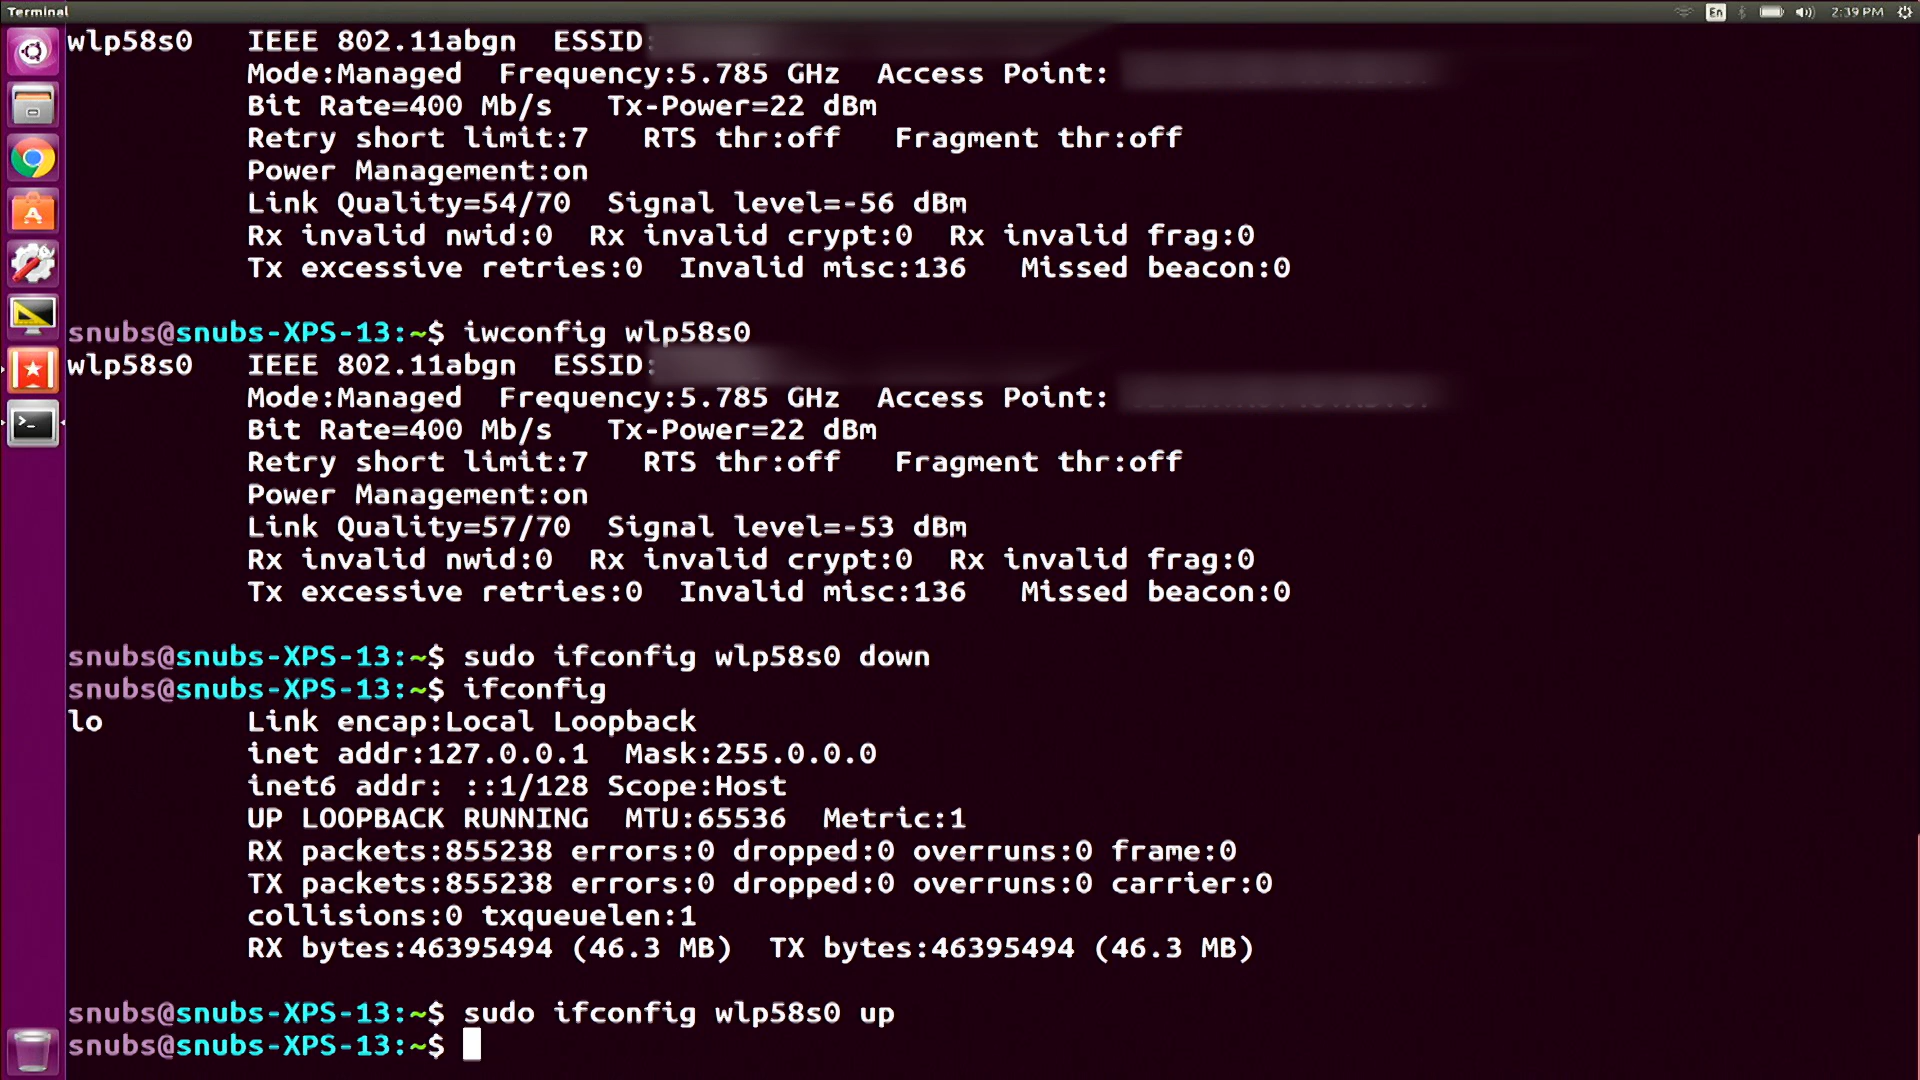 Terminal En 2:39 PM
wlp58s0 IEEE 802.11abgn ESSID:
Mode:Managed Frequency:5.785 GHz Access Point:
Bit Rate=400 Mb/s Tx-Power=22 dBm
Retry short limit:7 RTS thr:off Fragment thr:off
Power Management:on
Link Quality=54/70 Signal level=-56 dBm
Rx invalid nwid:0 Rx invalid crypt:0 Rx invalid frag:0
Tx excessive retries:0 Invalid misc:136 Missed beacon:0
snubs@snubs-XPS-13:~$ iwconfig wlp58s0
wlp58s0 IEEE 802.11abgn ESSID:
Mode:Managed Frequency:5.785 GHz Access Point:
Bit Rate=400 Mb/s Tx-Power=22 dBm
Retry short limit:7 RTS thr:off Fragment thr:off
Power Management:on
Link Quality=57/70 Signal level=-53 dBm
Rx invalid nwid:0 Rx invalid crypt:0 Rx invalid frag:0
Tx excessive retries:0 Invalid misc:136 Missed beacon:0
snubs@snubs-XPS-13:~$ sudo ifconfig wlp58s0 down
snubs@snubs-XPS-13:~$ ifconfig
lo Link encap:Local Loopback
inet addr:127.0.0.1 Mask:255.0.0.0
inet6 addr: ::1/128 Scope:Host
UP LOOPBACK RUNNING MTU:65536 Metric:1
RX packets:855238 errors:0 dropped:0 overruns:0 frame:0
TX packets:855238 errors:0 dropped:0 overruns:0 carrier:0
collisions:0 txqueuelen:1
RX bytes:46395494 (46.3 MB) TX bytes:46395494 (46.3 MB)
snubs@snubs-XPS-13:~$ sudo ifconfig wlp58s0 up
snubs@snubs-XPS-13:~$